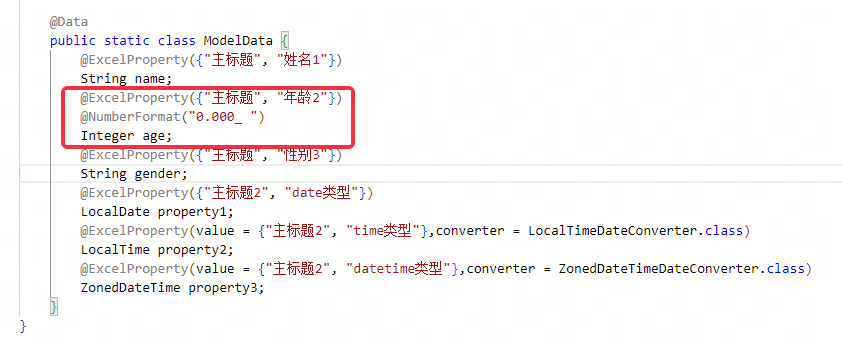 @Data
public static class ModelData {
@ExcelProperty({"主标题", "姓名1"})
String name;
@ExcelProperty({"主标题", "年龄2"})
@NumberFormat("0.000_ ")
Integer age;
@ExcelProperty({"主标题", "性别3"})
String gender;
@ExcelProperty({"主标题2", "date类型"})
LocalDate property1;
@ExcelProperty(value = {"主标题2", "time类型"},converter = LocalTimeDateConverter.class)
LocalTime property2;
@ExcelProperty(value = {"主标题2", "datetime类型"},converter = ZonedDateTimeDateConverter.class)
ZonedDateTime property3;
}
}